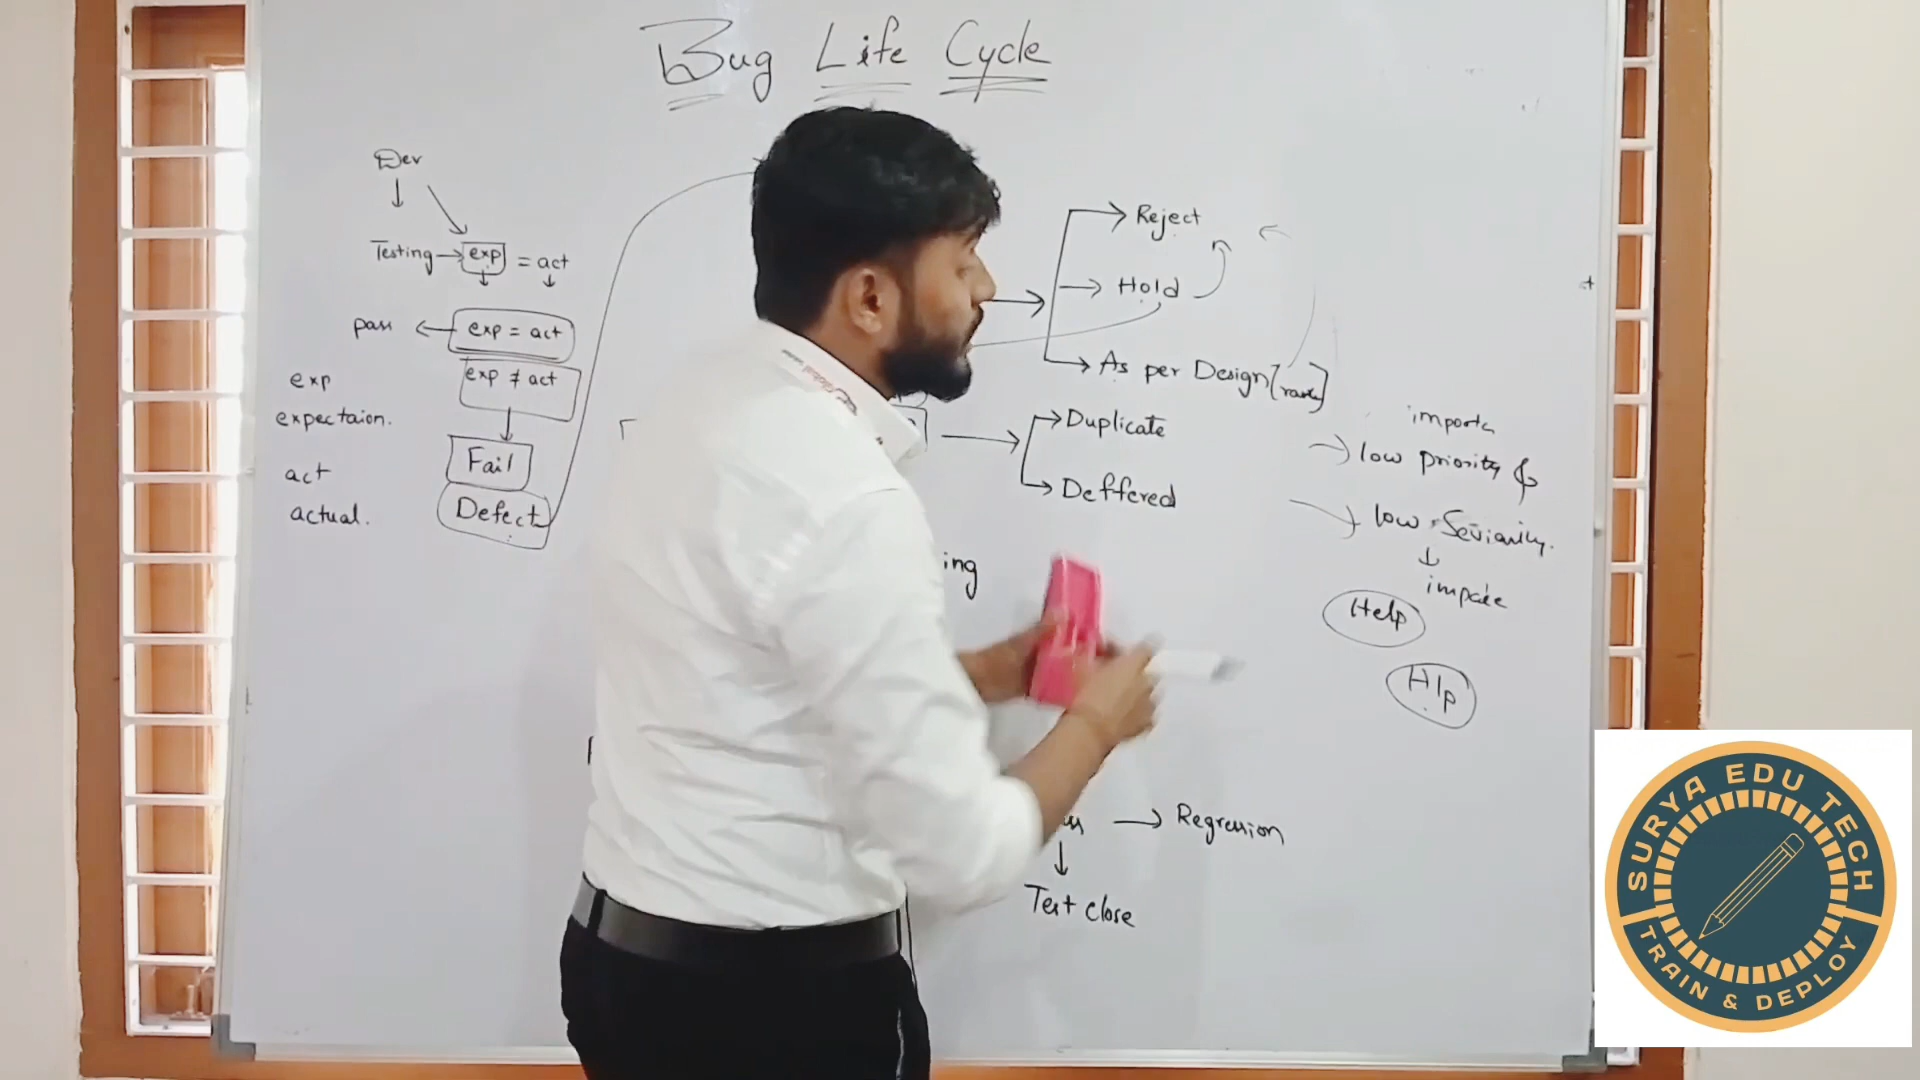 Bug Life Cycle
Dev
Testing → exp = act
pass ← exp = act
exp ≠ act
exp
expectaion.
Fail
act
Defect
actual.
Reject
Hold
As per Design
Duplicate
Deffered
importa
low priority &
low
impate
Help
Hlp
ing
→ Regression
Test close
SURYA EDU TECH
TRAIN & DEPLOY